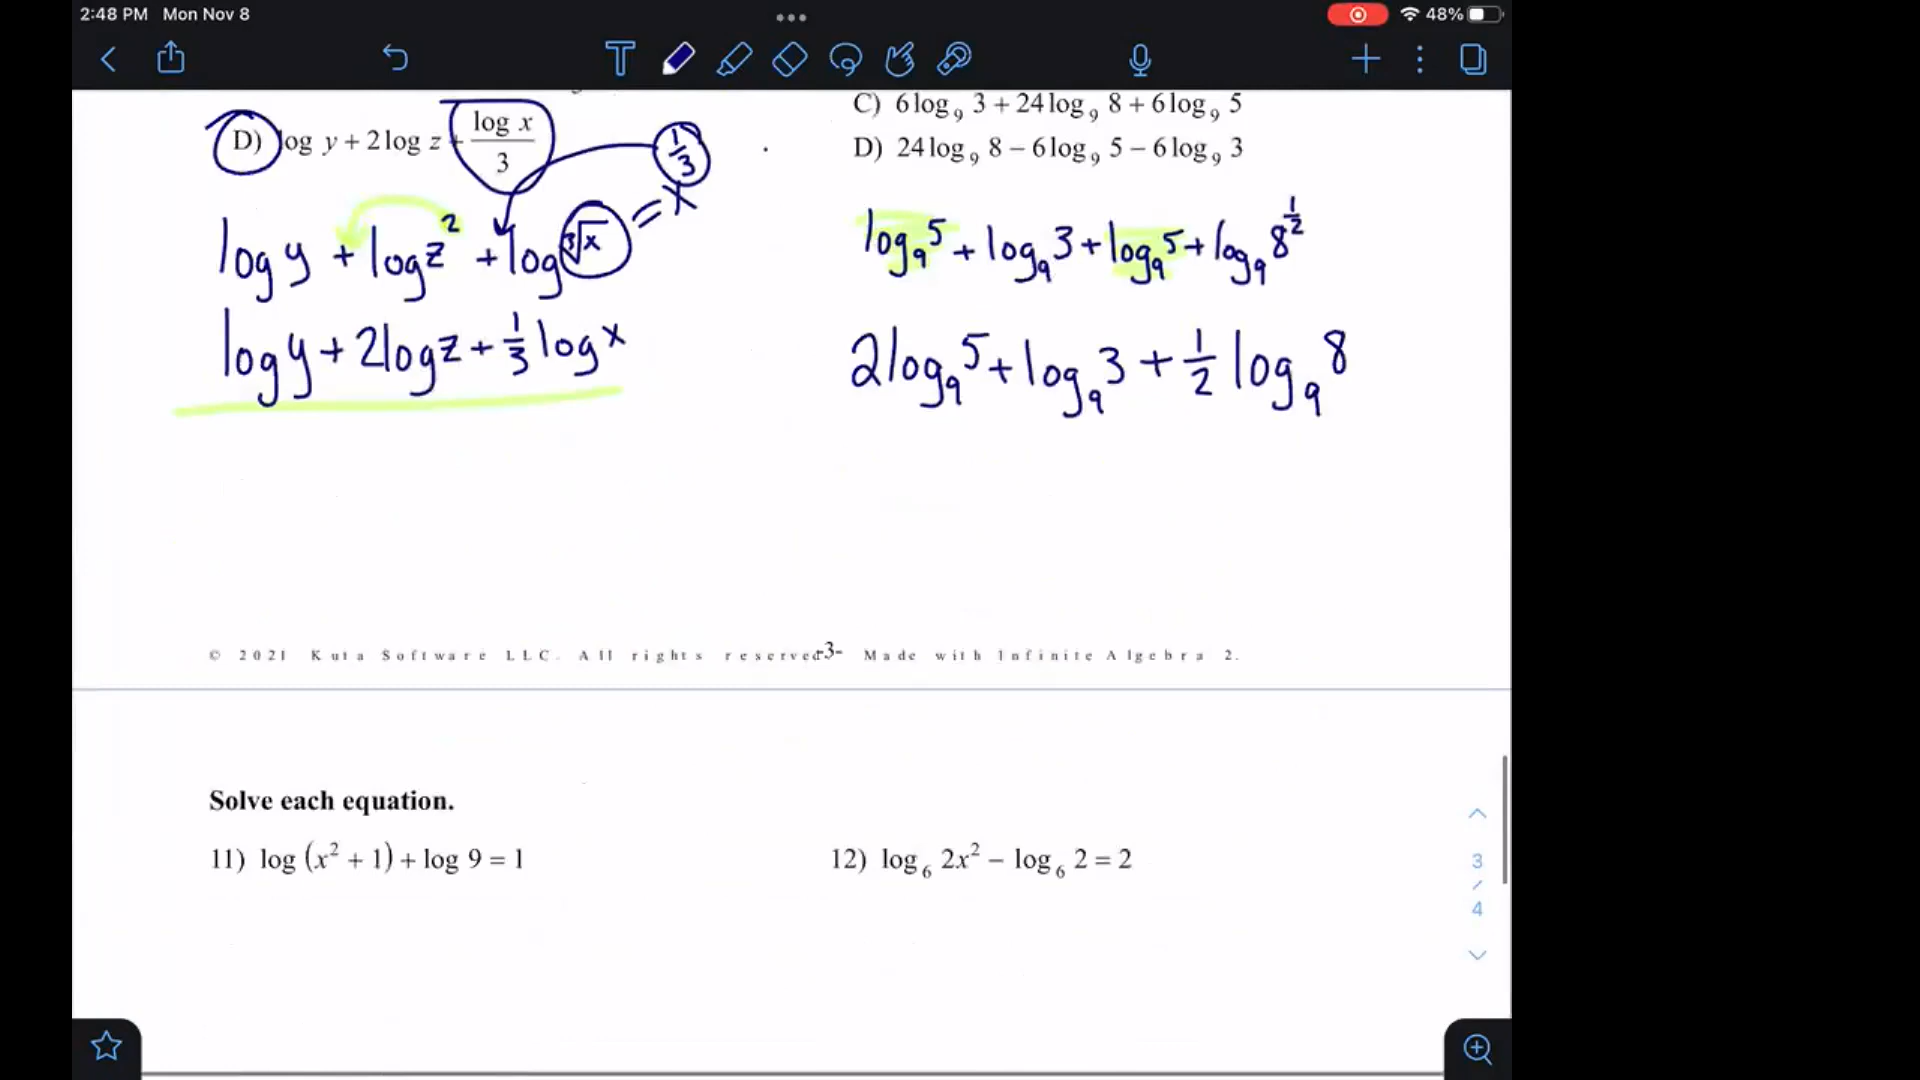 2:48 PM Mon Nov 8
48%
D) log y + 2 log z + log x / 3
1/3
log y + log z² + log ∛x = x
log y + 2 log z + 1/3 log x
C) 6 log₉ 3 + 24 log₉ 8 + 6 log₉ 5
D) 24 log₉ 8 − 6 log₉ 5 − 6 log₉ 3
log₉ 5 + log₉ 3 + log₉ 5 + log₉ 8^(1/2)
2 log₉ 5 + log₉ 3 + 1/2 log₉ 8
© 2021 Kuta Software LLC. All rights reserved. -3- Made with Infinite Algebra 2.
Solve each equation.
11) log (x² + 1) + log 9 = 1
12) log₆ 2x² − log₆ 2 = 2
3
/
4